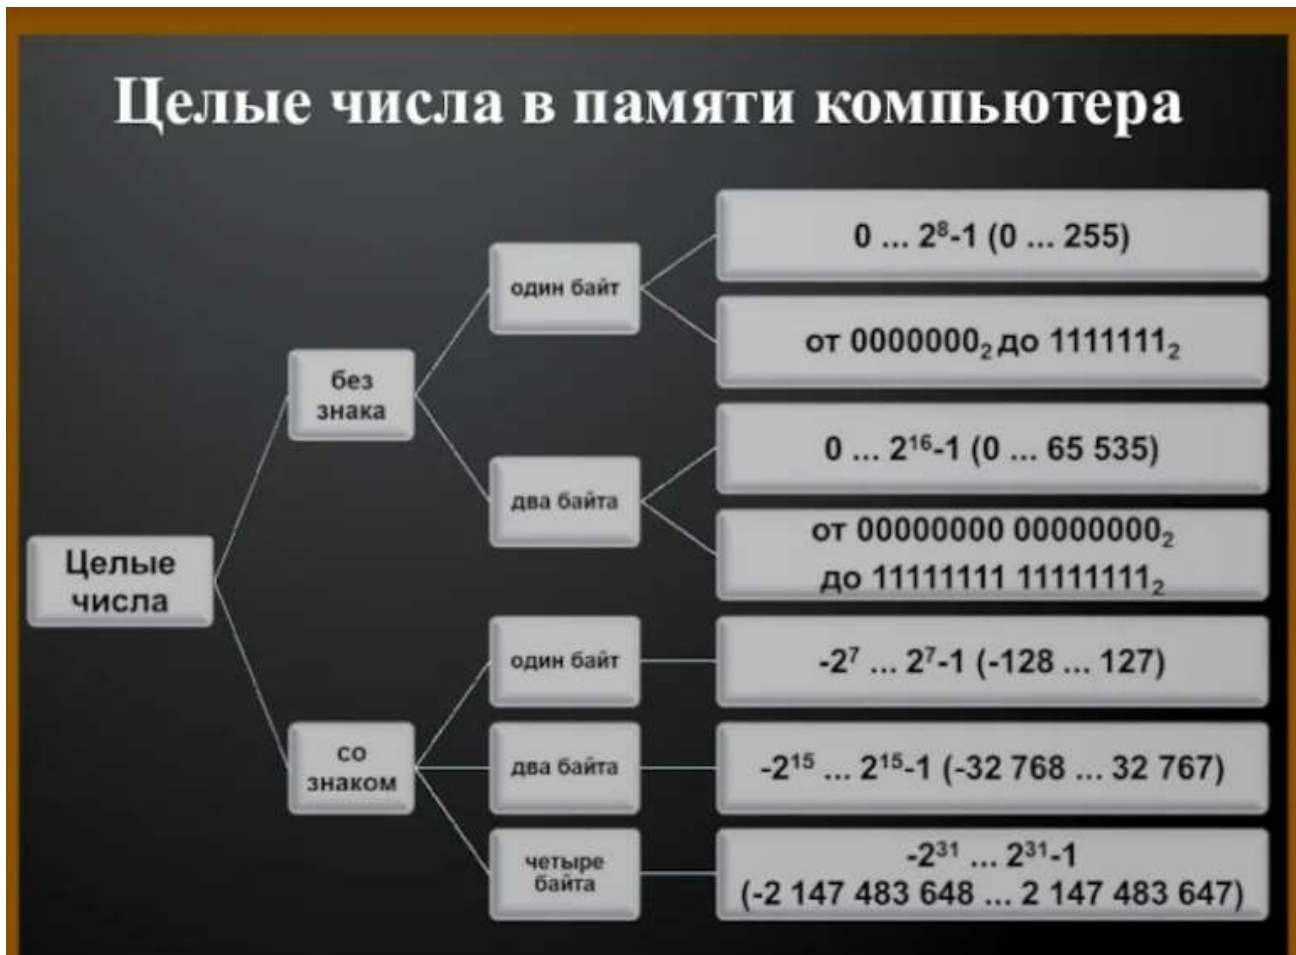 Целые числа в памяти компьютера
Целые
числа
без
знака
один байт
0 ... 2⁸-1 (0 ... 255)
от 0000000₂ до 1111111₂
два байта
0 ... 2¹⁶-1 (0 ... 65 535)
от 00000000 00000000₂
до 11111111 11111111₂
со
знаком
один байт
-2⁷ ... 2⁷-1 (-128 ... 127)
два байта
-2¹⁵ ... 2¹⁵-1 (-32 768 ... 32 767)
четыре
байта
-2³¹ ... 2³¹-1
(-2 147 483 648 ... 2 147 483 647)